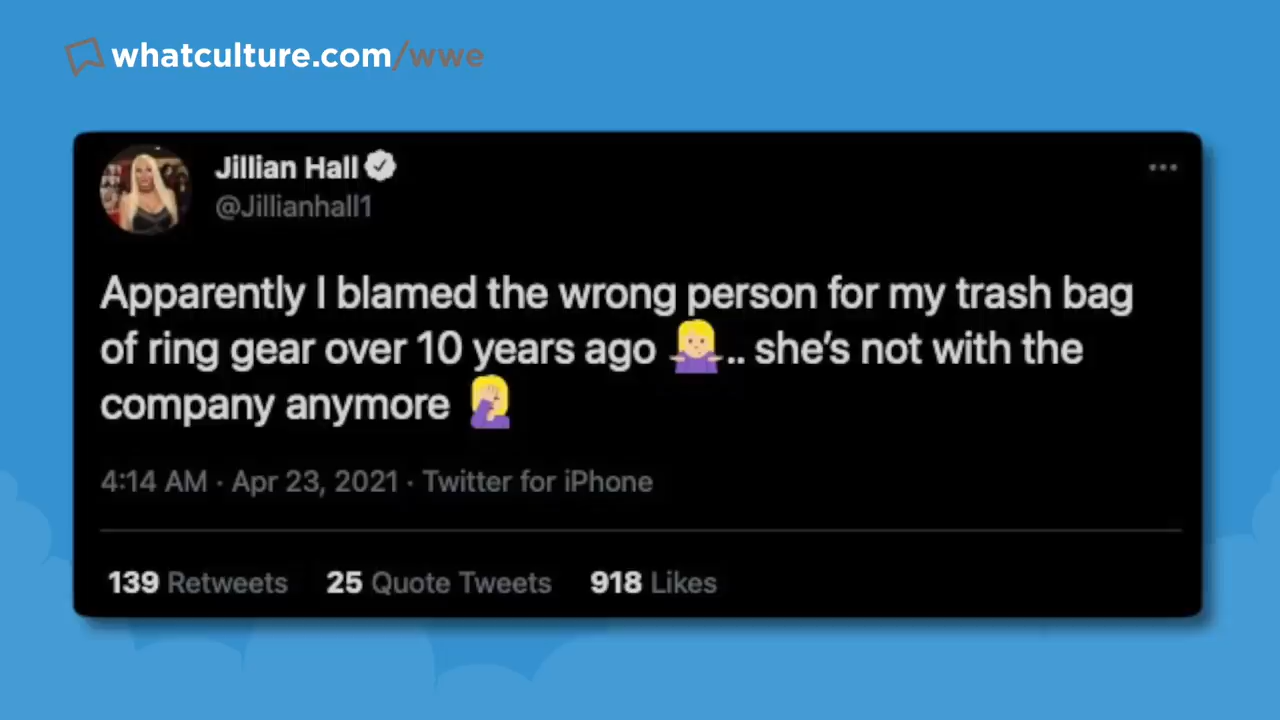 whatculture.com/wwe
Jillian Hall
@Jillianhall1
Apparently I blamed the wrong person for my trash bag
of ring gear over 10 years ago 🤷🏼‍♀️.. she's not with the
company anymore 🤦🏼‍♀️
4:14 AM · Apr 23, 2021 · Twitter for iPhone
139 Retweets 25 Quote Tweets 918 Likes